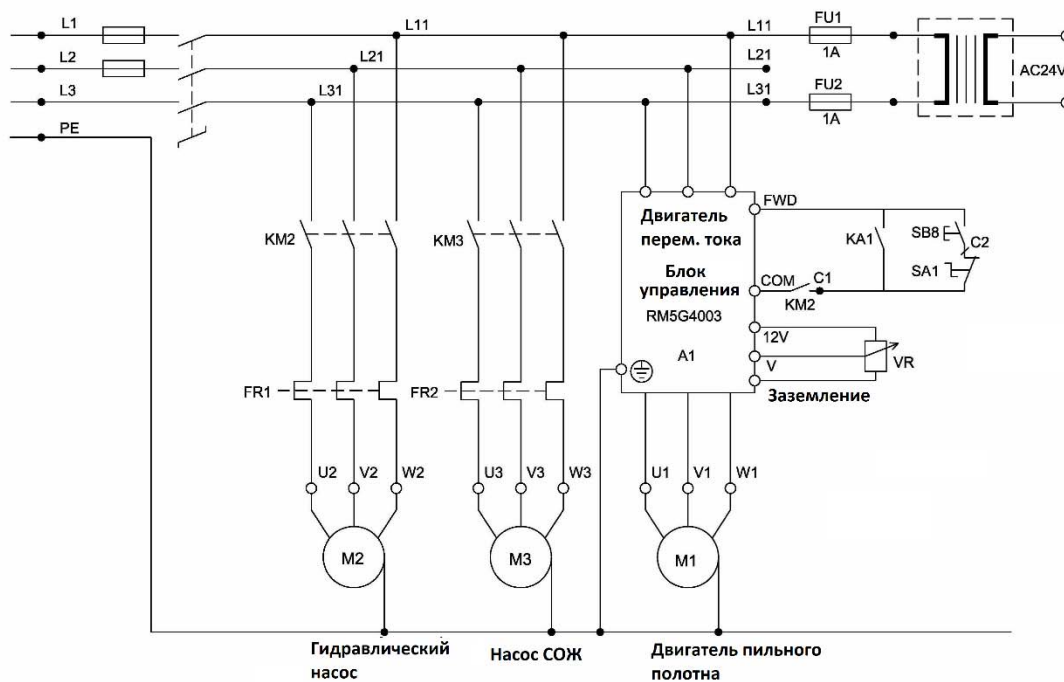 L1
L11
L11
FU1
1A
L2
L21
L21
AC24V
L3
L31
L31
FU2
1A
PE
KM2
KM3
Двигатель
перем. тока
Блок
управления
RM5G4003
A1
FWD
KA1
SB8
C2
SA1
COM
C1
KM2
12V
V
VR
Заземление
FR1
FR2
U2
V2
W2
U3
V3
W3
U1
V1
W1
M2
M3
M1
Гидравлический
насос
Насос СОЖ
Двигатель пильного
полотна